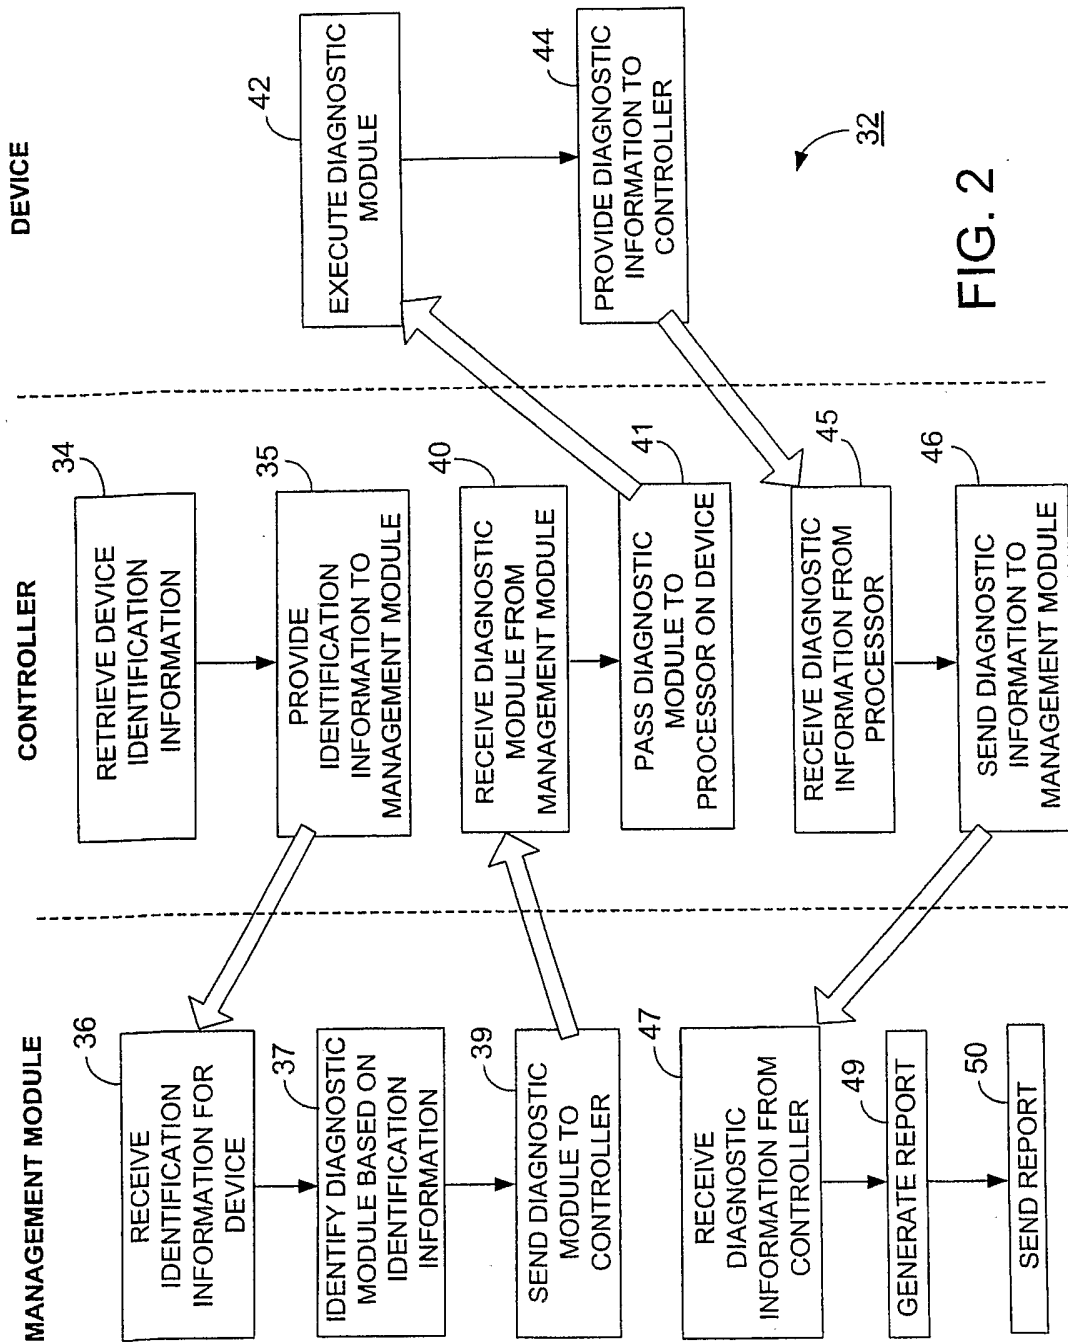 MANAGEMENT MODULE
CONTROLLER
DEVICE
36
RECEIVE
IDENTIFICATION
INFORMATION FOR
DEVICE
37
IDENTIFY DIAGNOSTIC
MODULE BASED ON
IDENTIFICATION
INFORMATION
39
SEND DIAGNOSTIC
MODULE TO
CONTROLLER
47
RECEIVE
DIAGNOSTIC
INFORMATION FROM
CONTROLLER
49
GENERATE REPORT
50
SEND REPORT
34
RETRIEVE DEVICE
IDENTIFICATION
INFORMATION
35
PROVIDE
IDENTIFICATION
INFORMATION TO
MANAGEMENT MODULE
40
RECEIVE DIAGNOSTIC
MODULE FROM
MANAGEMENT MODULE
41
PASS DIAGNOSTIC
MODULE TO
PROCESSOR ON DEVICE
45
RECEIVE DIAGNOSTIC
INFORMATION FROM
PROCESSOR
46
SEND DIAGNOSTIC
INFORMATION TO
MANAGEMENT MODULE
42
EXECUTE DIAGNOSTIC
MODULE
44
PROVIDE DIAGNOSTIC
INFORMATION TO
CONTROLLER
32
FIG. 2